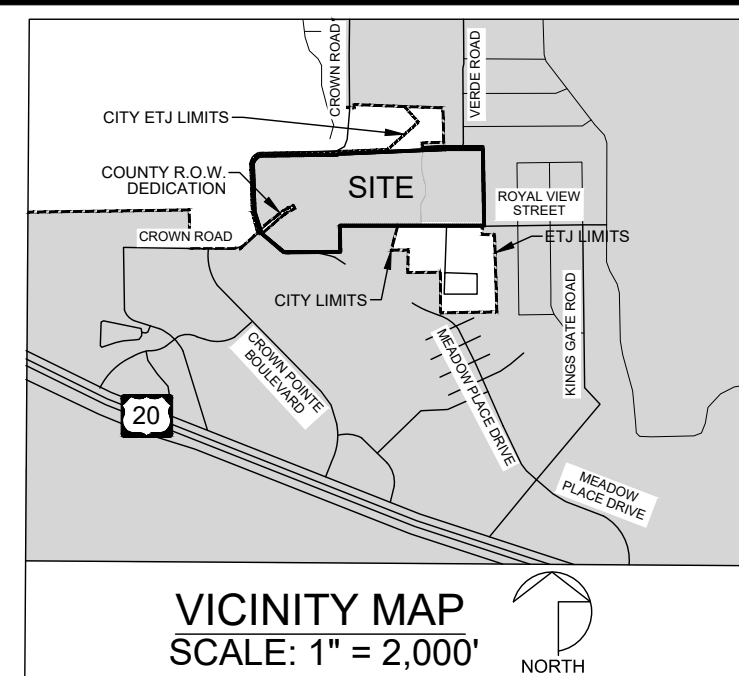 CROWN ROAD
VERDE ROAD
CITY ETJ LIMITS
COUNTY R.O.W.
DEDICATION
SITE
ROYAL VIEW
STREET
CROWN ROAD
ETJ LIMITS
CITY LIMITS
KINGS GATE ROAD
CROWN POINTE
BOULEVARD
MEADOW PLACE DRIVE
20
MEADOW
PLACE DRIVE
VICINITY MAP
SCALE: 1" = 2,000'
NORTH